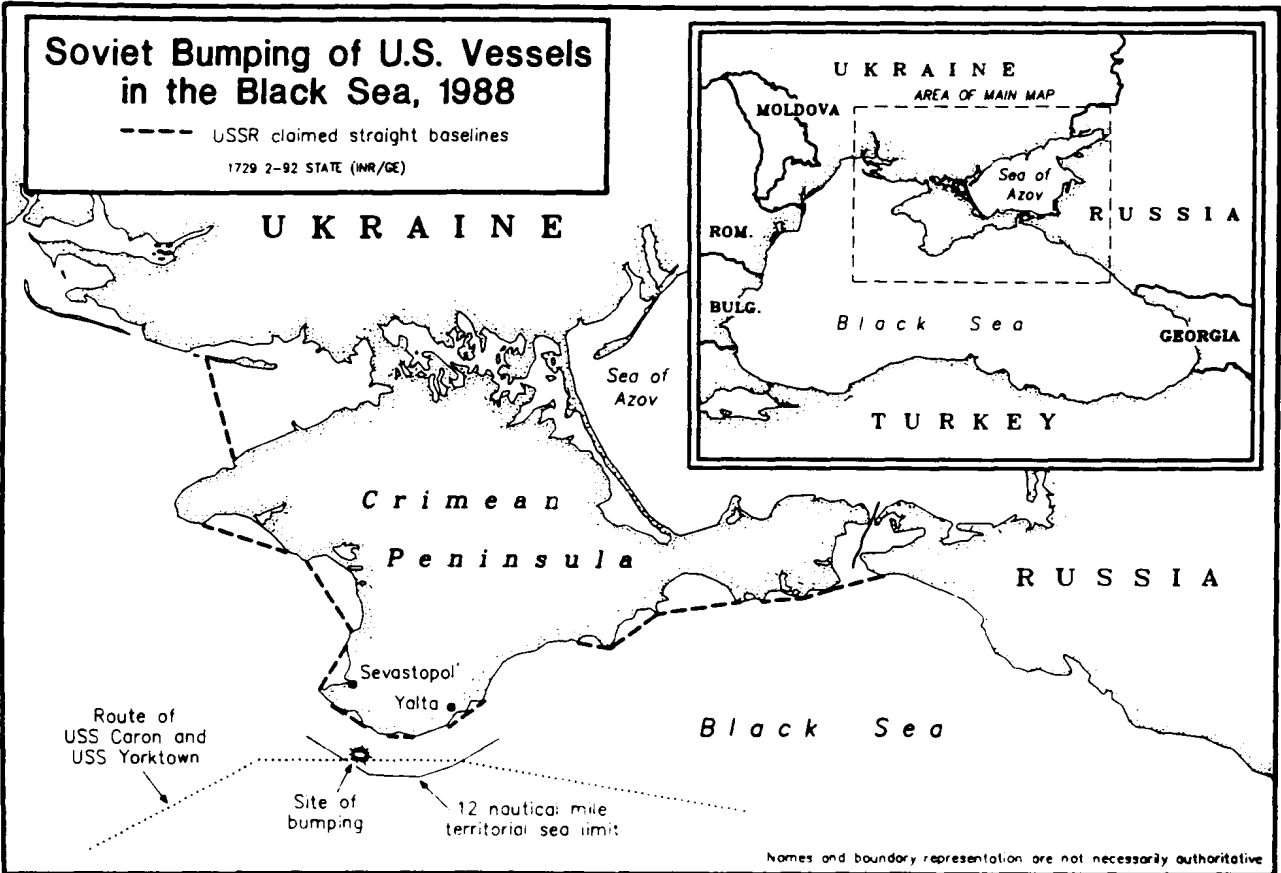 Soviet Bumping of U.S. Vessels
in the Black Sea, 1988
USSR claimed straight baselines
1729 2-92 STATE (INR/GE)
UKRAINE
AREA OF MAIN MAP
MOLDOVA
Sea of
Azov
RUSSIA
ROM.
BULG.
Black Sea
GEORGIA
TURKEY
UKRAINE
Sea of
Azov
Crimean
Peninsula
RUSSIA
Sevastopol'
Yalta
Black Sea
Route of
USS Caron and
USS Yorktown
Site of
bumping
12 nautical mile
territorial sea limit
Names and boundary representation are not necessarily authoritative